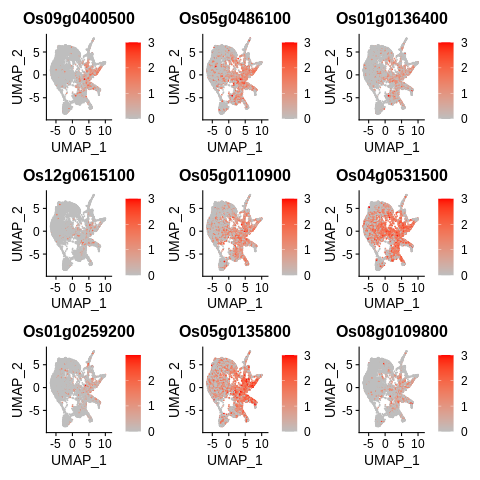 Os09g0400500 Os05g0486100 Os01g0136400
UMAP_2 5 0 -5 3 2 1 0 UMAP_2 5 0 -5 3 2 1 0 UMAP_2 5 0 -5 3 2 1 0
-5 0 5 10 -5 0 5 10 -5 0 5 10
UMAP_1 UMAP_1 UMAP_1
Os12g0615100 Os05g0110900 Os04g0531500
UMAP_2 5 0 -5 3 2 1 0 UMAP_2 5 0 -5 3 2 1 0 UMAP_2 5 0 -5 3 2 1 0
-5 0 5 10 -5 0 5 10 -5 0 5 10
UMAP_1 UMAP_1 UMAP_1
Os01g0259200 Os05g0135800 Os08g0109800
UMAP_2 5 0 -5 2 1 0 UMAP_2 5 0 -5 3 2 1 0 UMAP_2 5 0 -5 3 2 1 0
-5 0 5 10 -5 0 5 10 -5 0 5 10
UMAP_1 UMAP_1 UMAP_1